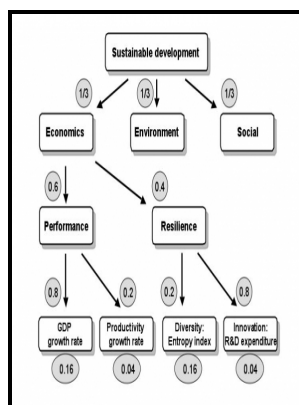 Sustainable development
1/3
1/3
1/3
Economics
Environment
Social
0.6
0.4
Performance
Resilience
0.8
0.2
0.2
0.8
GDP
growth rate
Productivity
growth rate
Diversity:
Entropy index
Innovation:
R&D expenditure
0.16
0.04
0.16
0.04